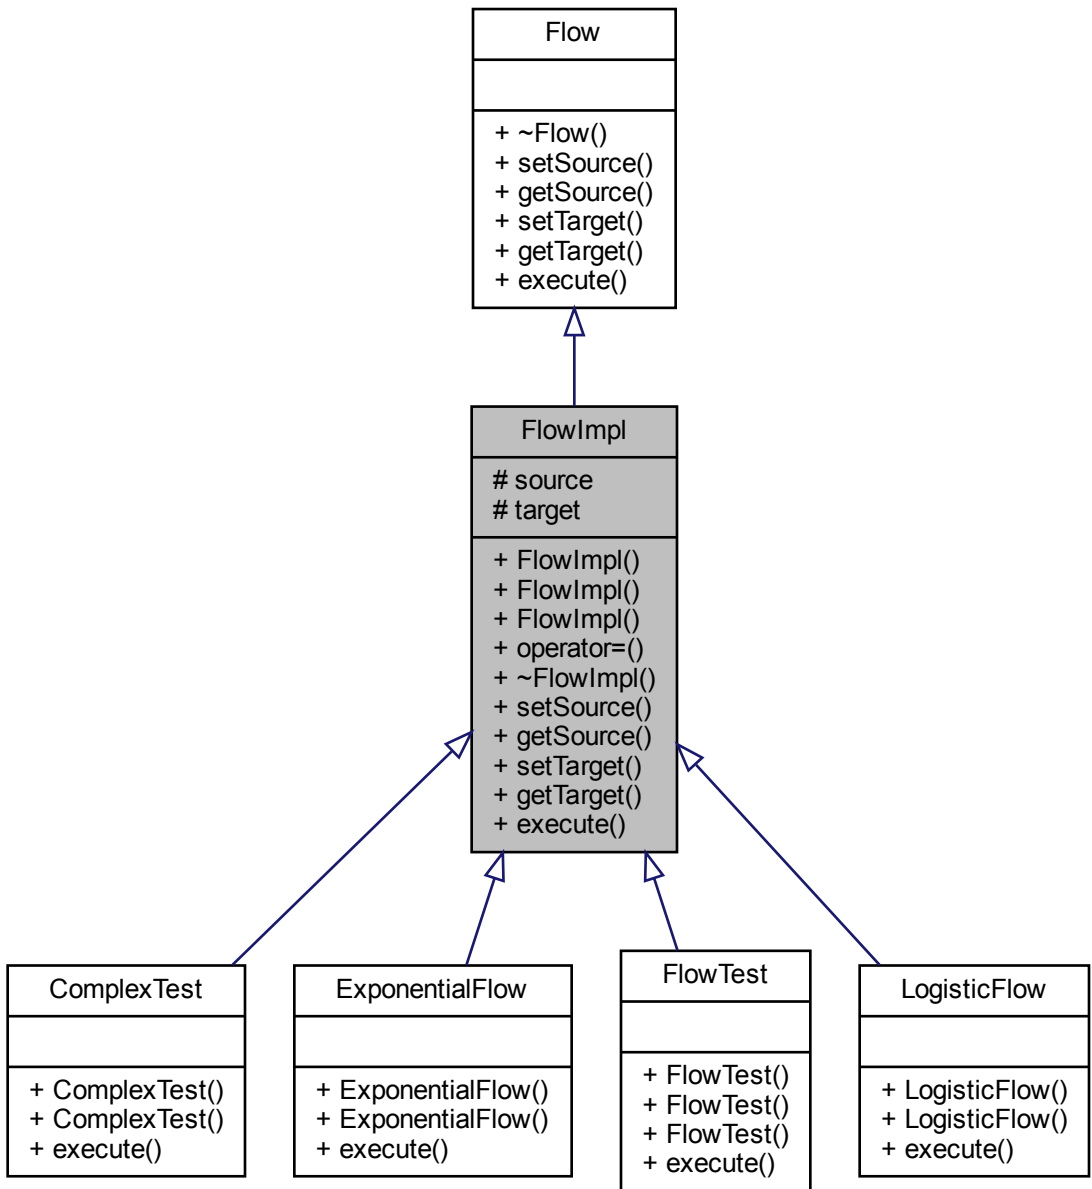 Flow
+ ~Flow()
+ setSource()
+ getSource()
+ setTarget()
+ getTarget()
+ execute()
FlowImpl
# source
# target
+ FlowImpl()
+ FlowImpl()
+ FlowImpl()
+ operator=()
+ ~FlowImpl()
+ setSource()
+ getSource()
+ setTarget()
+ getTarget()
+ execute()
ComplexTest
+ ComplexTest()
+ ComplexTest()
+ execute()
ExponentialFlow
+ ExponentialFlow()
+ ExponentialFlow()
+ execute()
FlowTest
+ FlowTest()
+ FlowTest()
+ FlowTest()
+ execute()
LogisticFlow
+ LogisticFlow()
+ LogisticFlow()
+ execute()